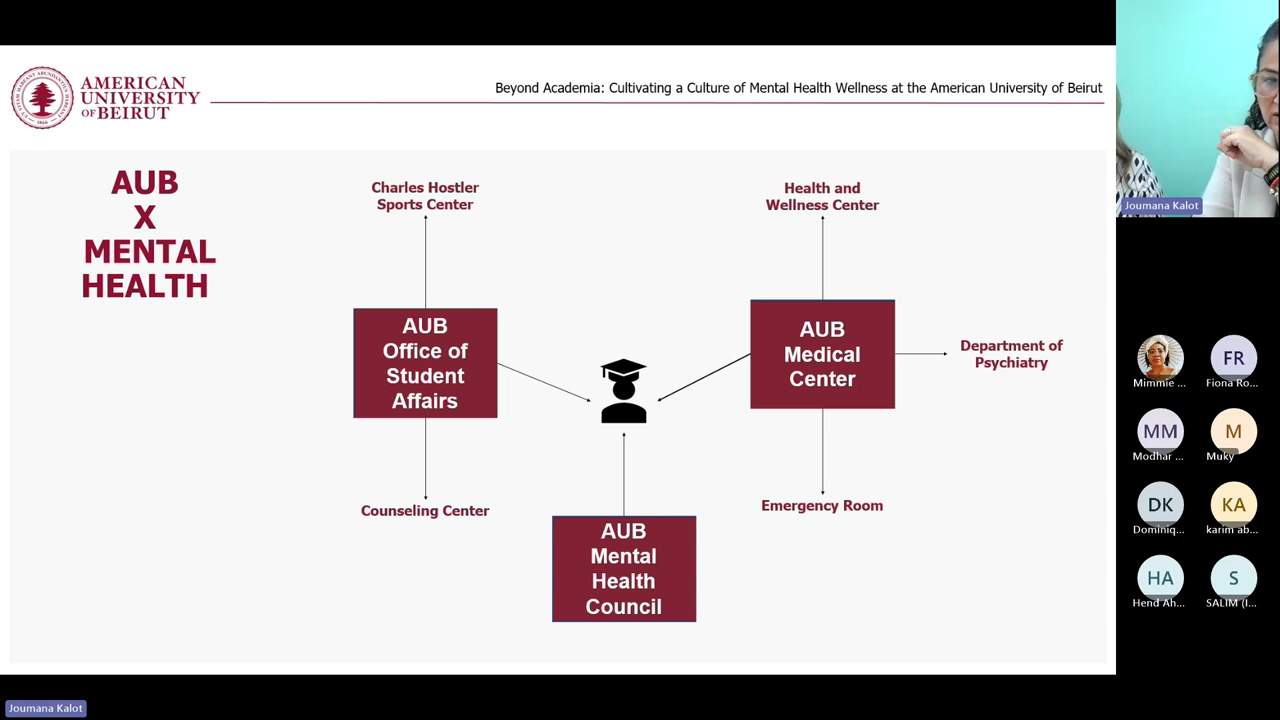 AMERICAN
UNIVERSITY
OF BEIRUT
Beyond Academia: Cultivating a Culture of Mental Health Wellness at the American University of Beirut
AUB
X
MENTAL
HEALTH
Charles Hostler
Sports Center
Health and
Wellness Center
AUB
Office of
Student
Affairs
AUB
Medical
Center
Department of
Psychiatry
Counseling Center
Emergency Room
AUB
Mental
Health
Council
Joumana Kalot
Mimmie ...
FR
Fiona Ro...
MM
Modhar ...
M
Muky
DK
Dominiq...
KA
karim ab...
HA
Hend Ah...
S
SALIM (I...
Joumana Kalot